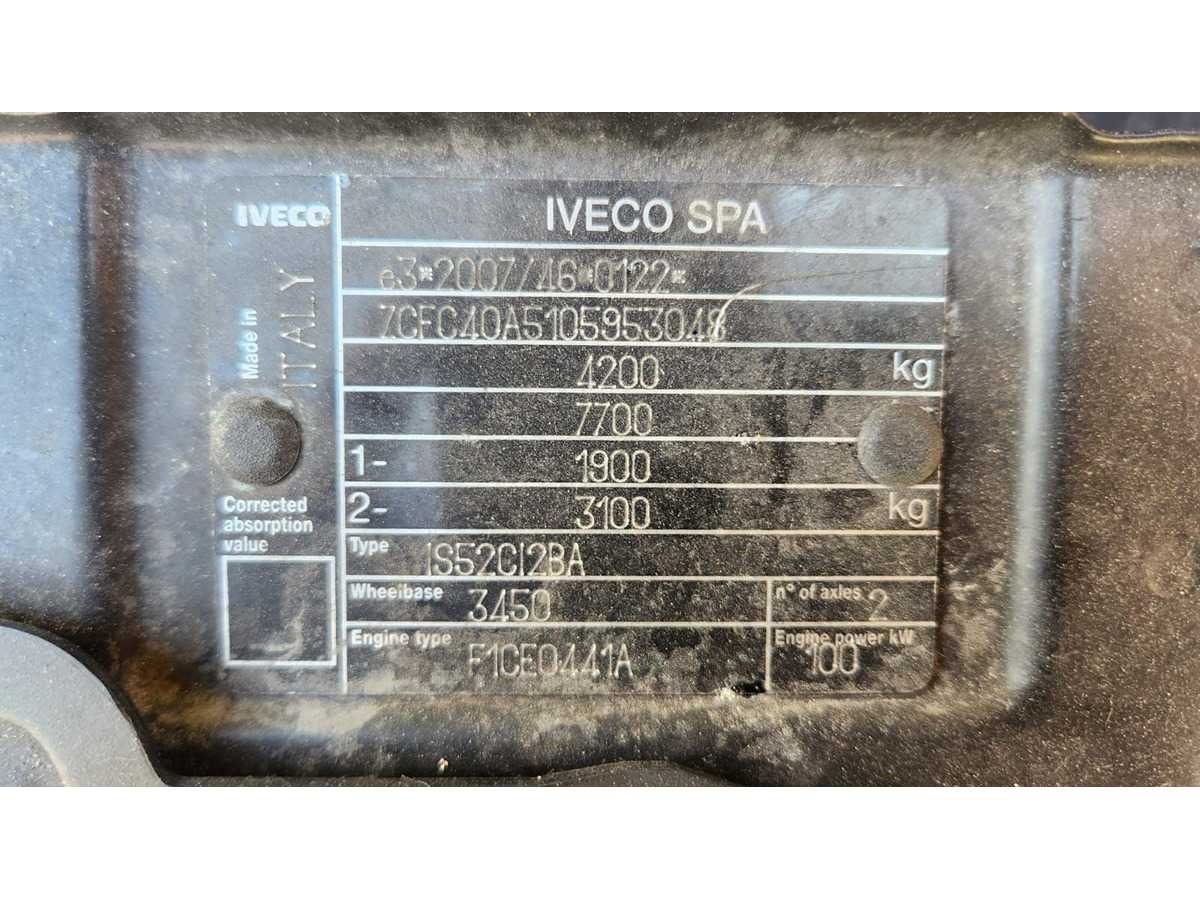 IVECO
IVECO SPA
Made in
ITALY
e3*2007/46*0122*
ZCFC40A5105953048
4200 kg
7700
1- 1900
2- 3100 kg
Corrected
absorption
value
Type IS52CI2BA
Wheelbase 3450
n° of axles 2
Engine type F1CE0441A
Engine power kW 100